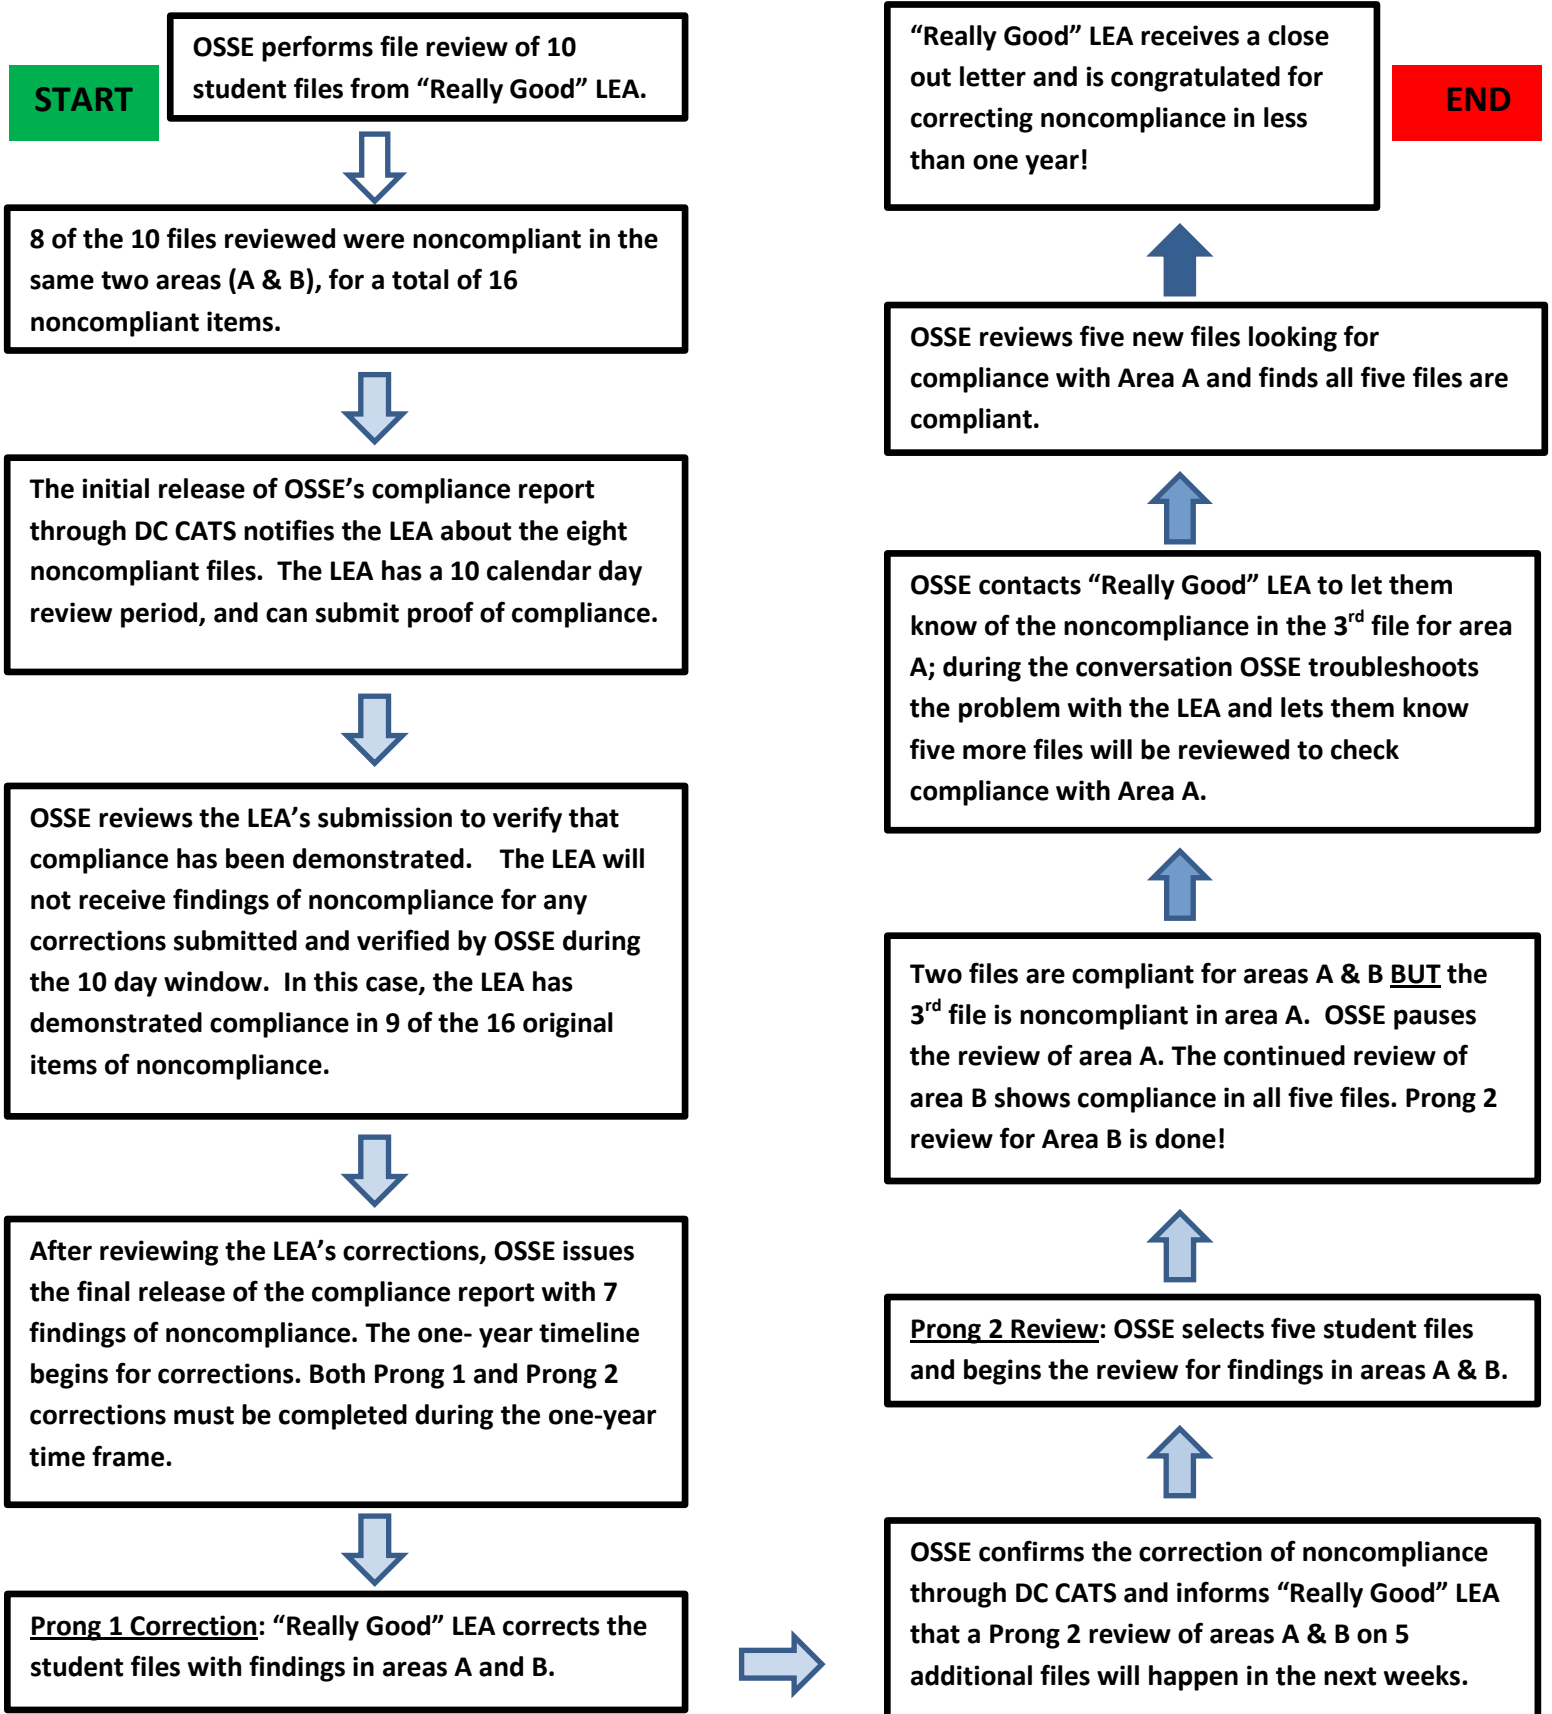 START
OSSE performs file review of 10
student files from “Really Good” LEA.
8 of the 10 files reviewed were noncompliant in the
same two areas (A & B), for a total of 16
noncompliant items.
The initial release of OSSE’s compliance report
through DC CATS notifies the LEA about the eight
noncompliant files.  The LEA has a 10 calendar day
review period, and can submit proof of compliance.
OSSE reviews the LEA’s submission to verify that
compliance has been demonstrated.    The LEA will
not receive findings of noncompliance for any
corrections submitted and verified by OSSE during
the 10 day window.  In this case, the LEA has
demonstrated compliance in 9 of the 16 original
items of noncompliance.
After reviewing the LEA’s corrections, OSSE issues
the final release of the compliance report with 7
findings of noncompliance. The one- year timeline
begins for corrections. Both Prong 1 and Prong 2
corrections must be completed during the one-year
time frame.
Prong 1 Correction: “Really Good” LEA corrects the
student files with findings in areas A and B.
OSSE confirms the correction of noncompliance
through DC CATS and informs “Really Good” LEA
that a Prong 2 review of areas A & B on 5
additional files will happen in the next weeks.
Prong 2 Review: OSSE selects five student files
and begins the review for findings in areas A & B.
Two files are compliant for areas A & B BUT the
3rd file is noncompliant in area A.  OSSE pauses
the review of area A. The continued review of
area B shows compliance in all five files. Prong 2
review for Area B is done!
OSSE contacts “Really Good” LEA to let them
know of the noncompliance in the 3rd file for area
A; during the conversation OSSE troubleshoots
the problem with the LEA and lets them know
five more files will be reviewed to check
compliance with Area A.
OSSE reviews five new files looking for
compliance with Area A and finds all five files are
compliant.
“Really Good” LEA receives a close
out letter and is congratulated for
correcting noncompliance in less
than one year!
END